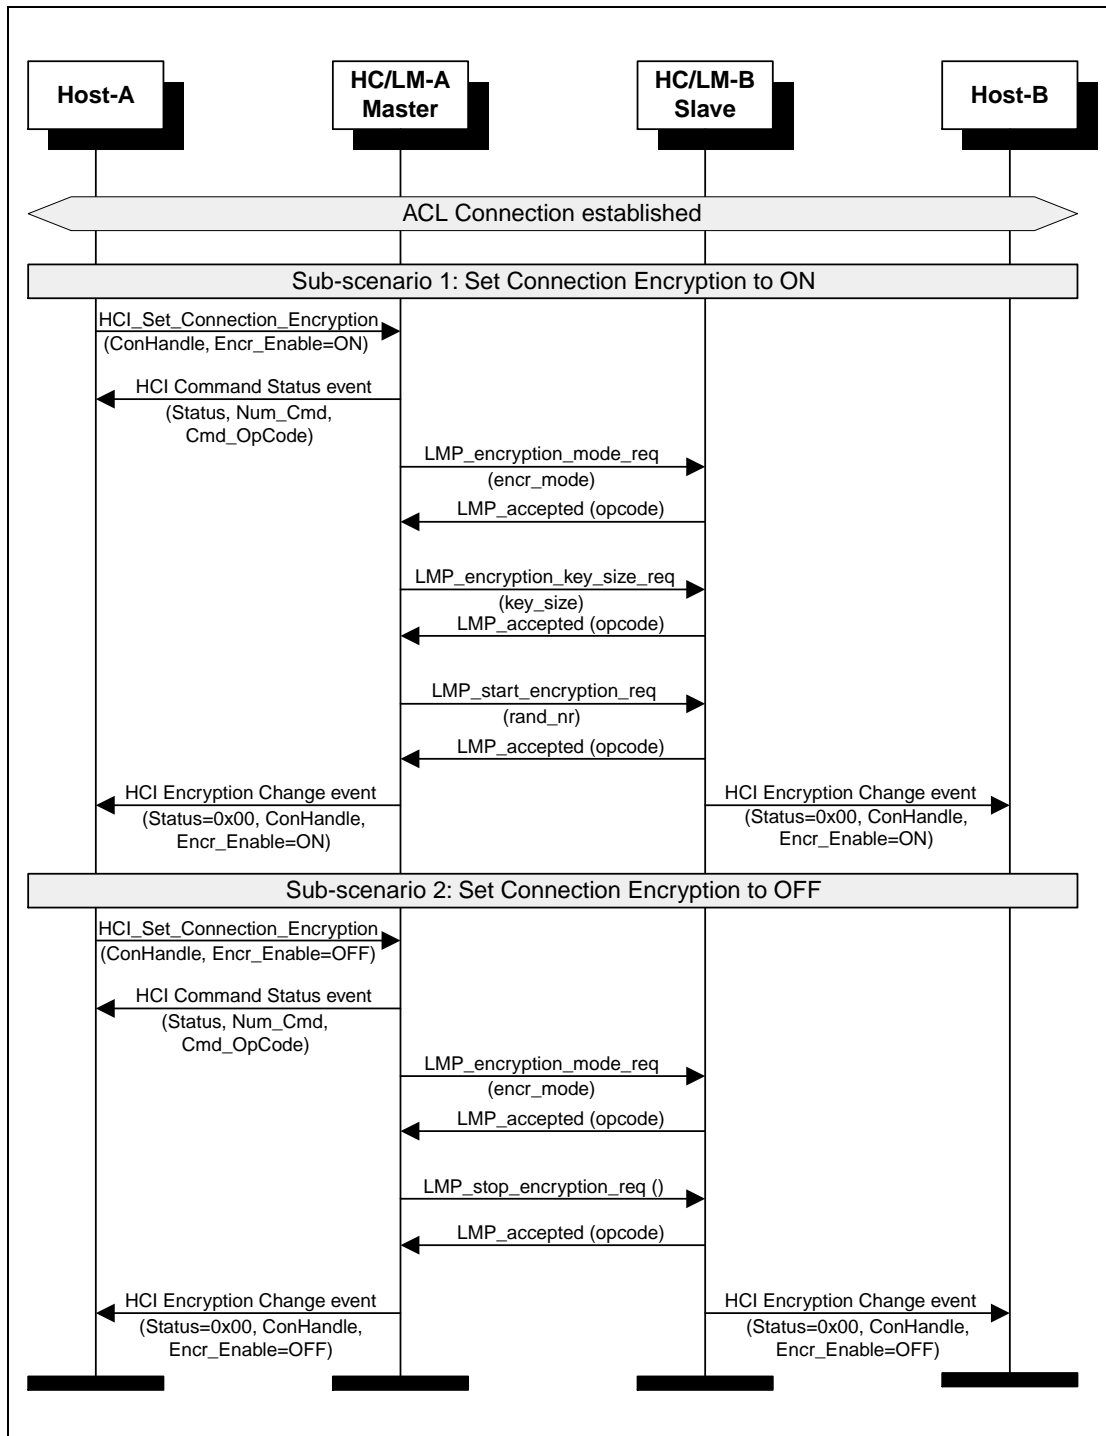 Host-A
HC/LM-A
Master
HC/LM-B
Slave
Host-B
ACL Connection established
Sub-scenario 1: Set Connection Encryption to ON
HCI_Set_Connection_Encryption
(ConHandle, Encr_Enable=ON)
HCI Command Status event
(Status, Num_Cmd,
Cmd_OpCode)
LMP_encryption_mode_req
(encr_mode)
LMP_accepted (opcode)
LMP_encryption_key_size_req
(key_size)
LMP_accepted (opcode)
LMP_start_encryption_req
(rand_nr)
LMP_accepted (opcode)
HCI Encryption Change event
(Status=0x00, ConHandle,
Encr_Enable=ON)
HCI Encryption Change event
(Status=0x00, ConHandle,
Encr_Enable=ON)
Sub-scenario 2: Set Connection Encryption to OFF
HCI_Set_Connection_Encryption
(ConHandle, Encr_Enable=OFF)
HCI Command Status event
(Status, Num_Cmd,
Cmd_OpCode)
LMP_encryption_mode_req
(encr_mode)
LMP_accepted (opcode)
LMP_stop_encryption_req ()
LMP_accepted (opcode)
HCI Encryption Change event
(Status=0x00, ConHandle,
Encr_Enable=OFF)
HCI Encryption Change event
(Status=0x00, ConHandle,
Encr_Enable=OFF)